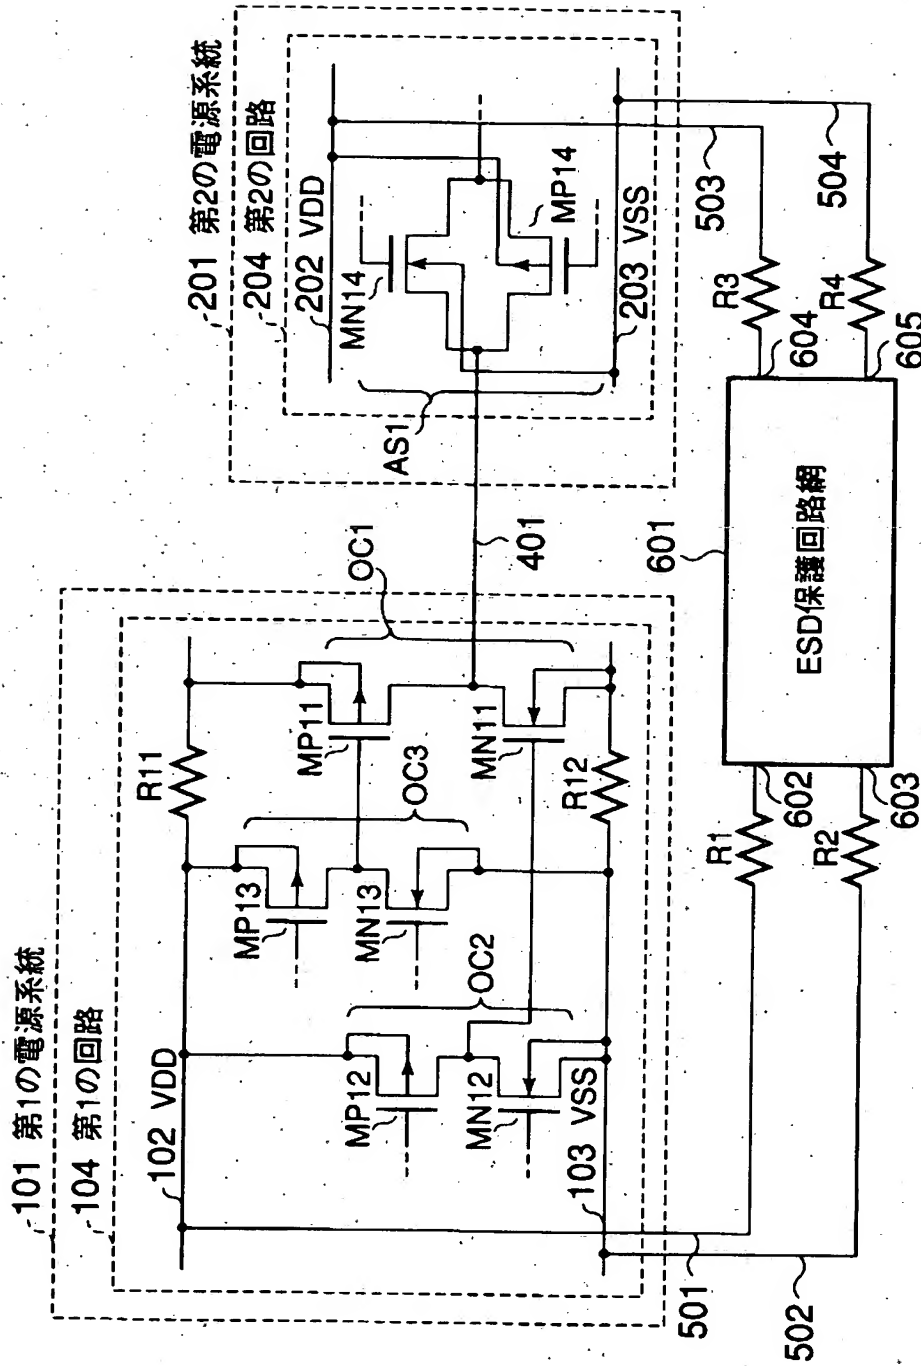 101 第1の電源系統
104 第1の回路
102 VDD
R11
MP13
OC3
MP11
OC1
MP12
OC2
MN13
MN11
MN12
103 VSS
R12
401
201 第2の電源系統
204 第2の回路
202 VDD
MN14
AS1
MP14
203 VSS
501
502
R1
R2
602
603
601
ESD保護回路網
604
605
R3
R4
503
504